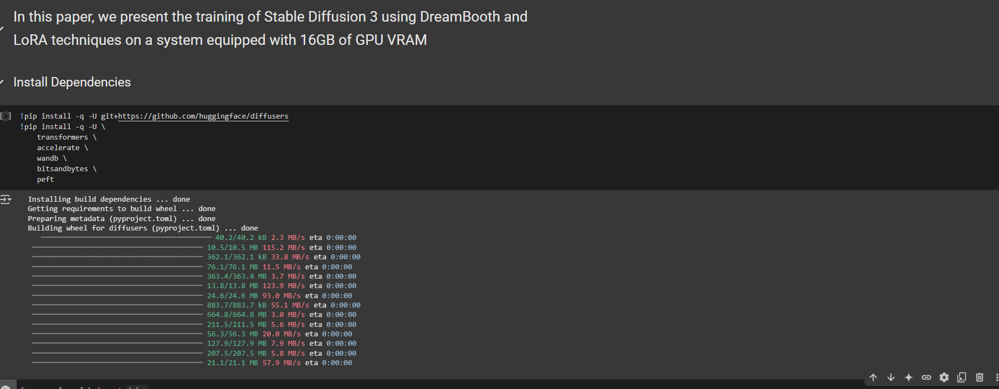 In this paper, we present the training of Stable Diffusion 3 using DreamBooth and
LoRA techniques on a system equipped with 16GB of GPU VRAM
Install Dependencies
!pip install -q -U git+https://github.com/huggingface/diffusers
!pip install -q -U \
transformers \
accelerate \
wandb \
bitsandbytes \
peft
Installing build dependencies ... done
Getting requirements to build wheel ... done
Preparing metadata (pyproject.toml) ... done
Building wheel for diffusers (pyproject.toml) ... done
40.2/40.2 kB 2.3 MB/s eta 0:00:00
10.5/10.5 MB 115.2 MB/s eta 0:00:00
362.1/362.1 kB 33.8 MB/s eta 0:00:00
76.1/76.1 MB 11.5 MB/s eta 0:00:00
363.4/363.4 MB 3.7 MB/s eta 0:00:00
13.8/13.8 MB 123.9 MB/s eta 0:00:00
24.6/24.6 MB 93.0 MB/s eta 0:00:00
883.7/883.7 kB 55.1 MB/s eta 0:00:00
664.8/664.8 MB 3.0 MB/s eta 0:00:00
211.5/211.5 MB 5.6 MB/s eta 0:00:00
56.3/56.3 MB 20.0 MB/s eta 0:00:00
127.9/127.9 MB 7.9 MB/s eta 0:00:00
207.5/207.5 MB 5.8 MB/s eta 0:00:00
21.1/21.1 MB 57.9 MB/s eta 0:00:00